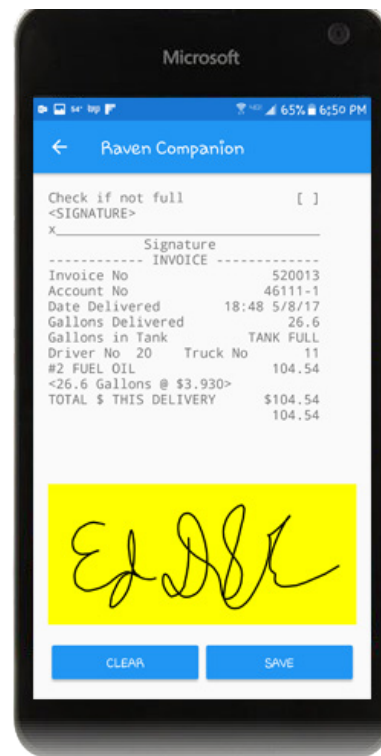 Microsoft
54° 65% 6:50 PM
Raven Companion
Check if not full [ ]
<SIGNATURE>
x____________________________
Signature
------------ INVOICE -------------
Invoice No 520013
Account No 46111-1
Date Delivered 18:48 5/8/17
Gallons Delivered 26.6
Gallons in Tank TANK FULL
Driver No 20 Truck No 11
#2 FUEL OIL 104.54
<26.6 Gallons @ $3.930>
TOTAL $ THIS DELIVERY $104.54
104.54
CLEAR SAVE